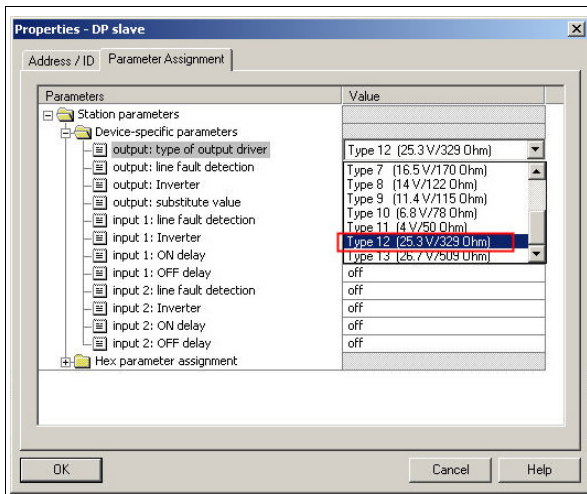 Properties - DP slave
Address / ID Parameter Assignment
Parameters Value
Station parameters
Device-specific parameters
output: type of output driver Type 12 (25.3 V/329 Ohm)
output: line fault detection Type 7 (16.5 V/170 Ohm)
output: Inverter Type 8 (14 V/122 Ohm)
output: substitute value Type 9 (11.4 V/115 Ohm)
input 1: line fault detection Type 10 (6.8 V/78 Ohm)
input 1: Inverter Type 11 (4 V/50 Ohm)
input 1: ON delay Type 12 (25.3 V/329 Ohm)
Type 13 (26.7 V/509 Ohm)
input 1: OFF delay off
input 2: line fault detection off
input 2: Inverter off
input 2: ON delay off
input 2: OFF delay off
Hex parameter assignment
OK Cancel Help